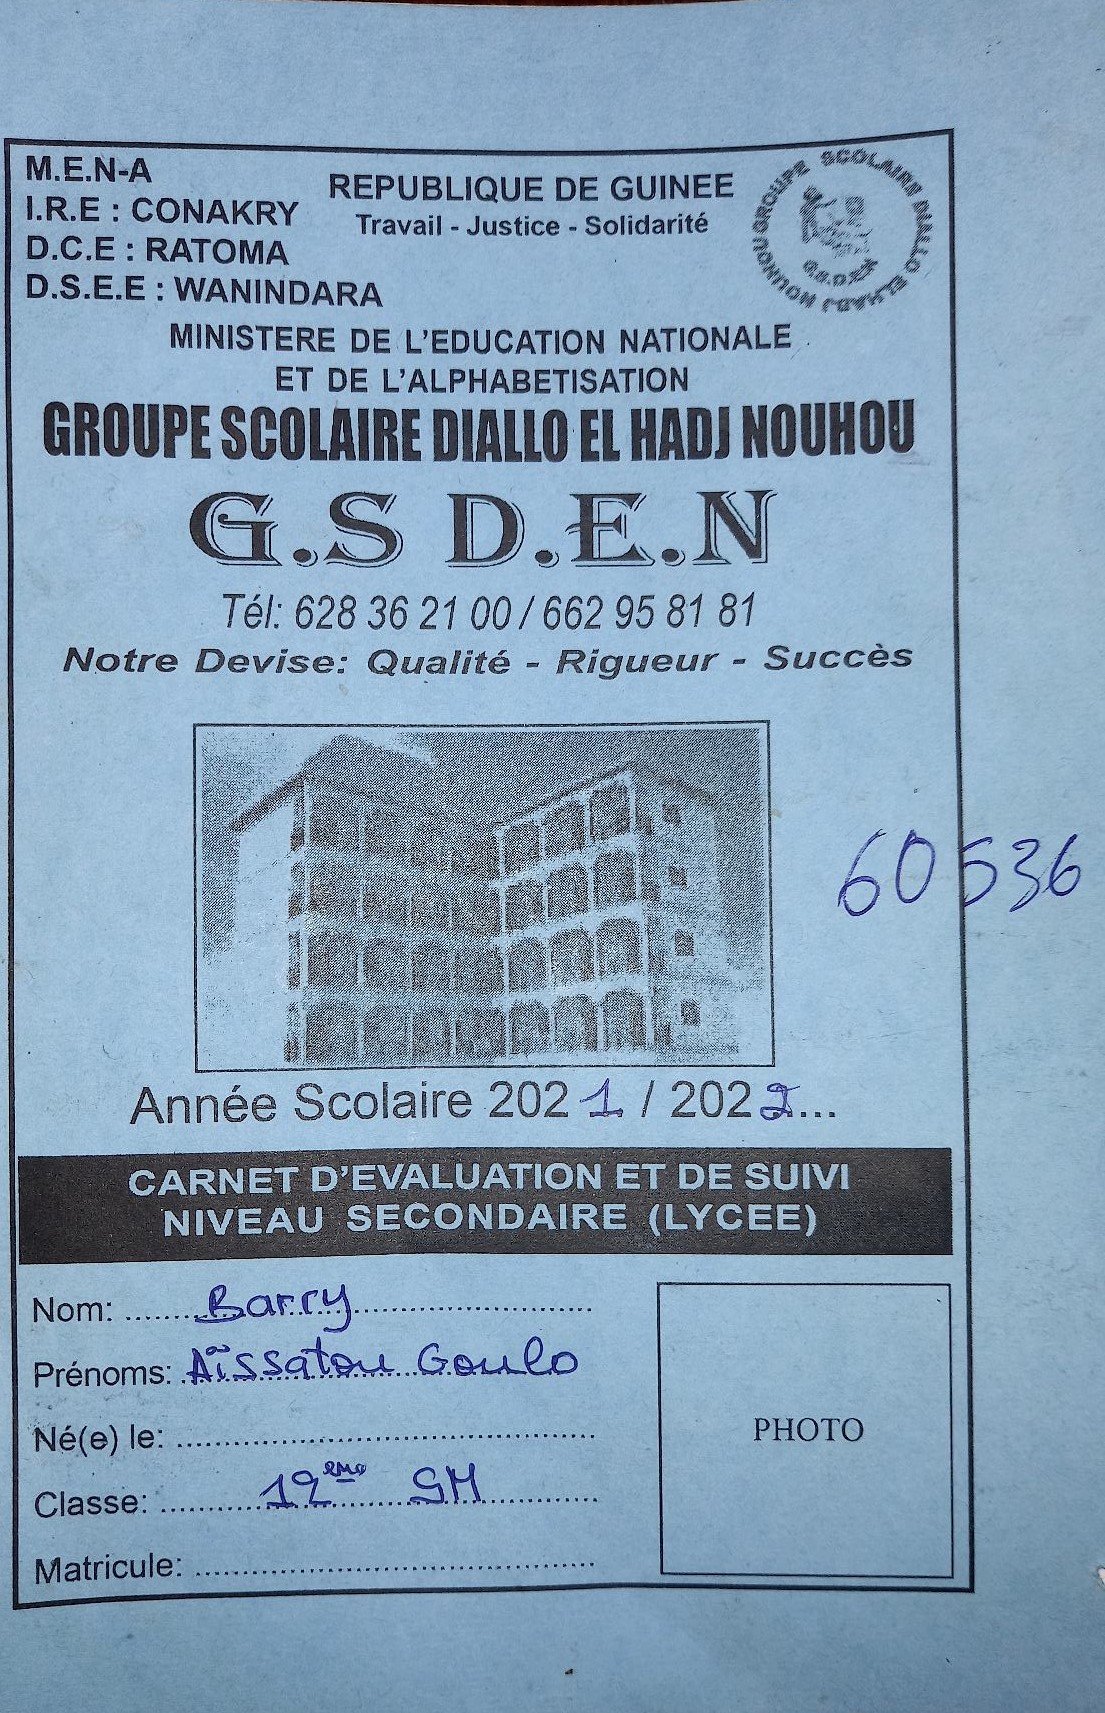 M.E.N-A
I.R.E : CONAKRY
D.C.E : RATOMA
D.S.E.E : WANINDARA
REPUBLIQUE DE GUINEE
Travail - Justice - Solidarité
GROUPE SCOLAIRE DIALLO ELHADJ NOUHOU
G.S.D.E.N
MINISTERE DE L'EDUCATION NATIONALE
ET DE L'ALPHABETISATION
GROUPE SCOLAIRE DIALLO EL HADJ NOUHOU
G.S D.E.N
Tél: 628 36 21 00 / 662 95 81 81
Notre Devise: Qualité - Rigueur - Succès
60536
Année Scolaire 2021 / 2022...
CARNET D'EVALUATION ET DE SUIVI
NIVEAU SECONDAIRE (LYCEE)
Nom: Barry
Prénoms: Aïssatou Goulo
Né(e) le:
Classe: 12ème SM
Matricule:
PHOTO